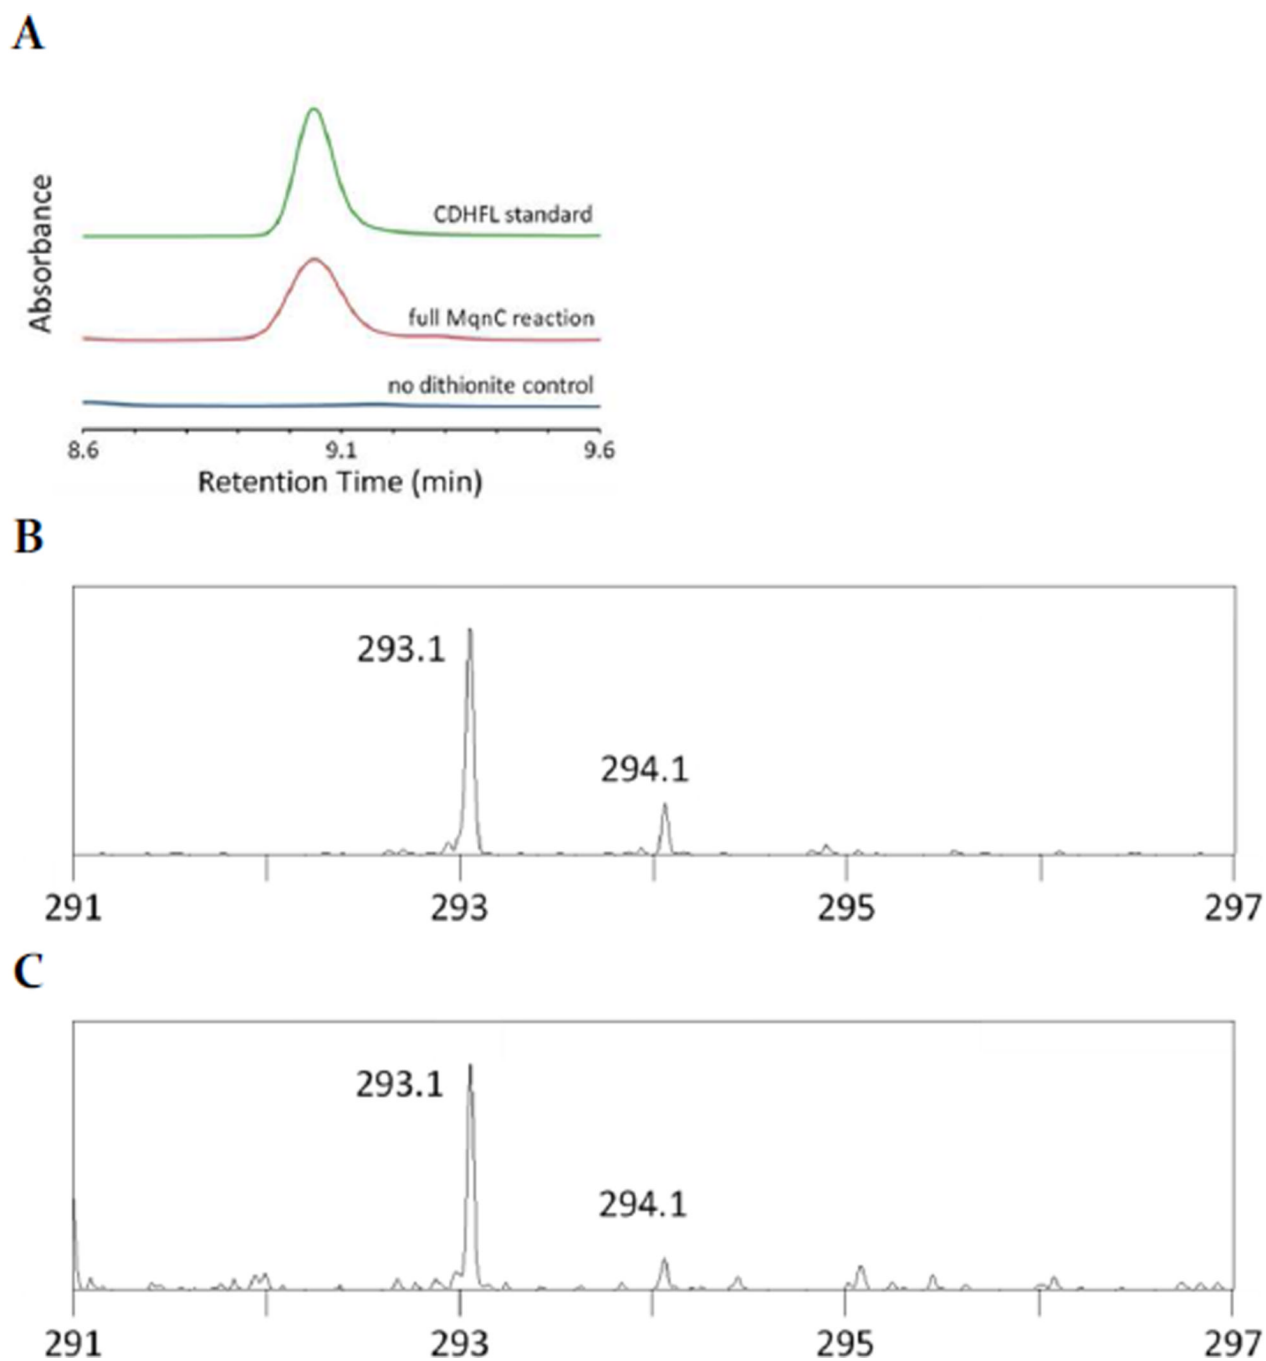 A
Absorbance
CDHFL standard
full MqnC reaction
no dithionite control
8.6 9.1 9.6
Retention Time (min)
B
293.1
294.1
291 293 295 297
C
293.1
294.1
291 293 295 297